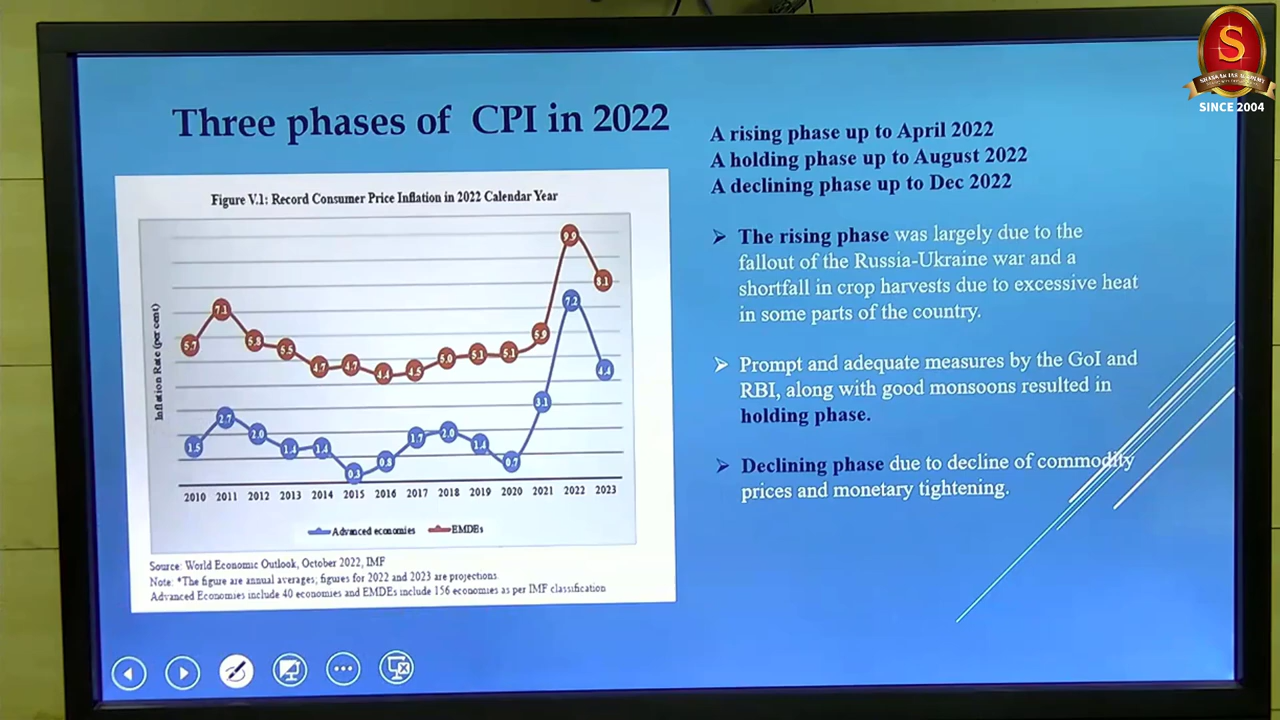 S
SHANKAR IAS ACADEMY
SINCE 2004
Three phases of CPI in 2022
Figure V.1: Record Consumer Price Inflation in 2022 Calendar Year
Inflation Rate (per cent)
9.9
8.1
7.2
7.1
5.7
5.8
5.5
4.7
4.7
4.4
4.5
5.0
5.1
5.1
5.9
4.4
3.1
1.5
2.7
2.0
1.4
1.4
0.3
0.8
1.7
2.0
1.4
0.7
2010 2011 2012 2013 2014 2015 2016 2017 2018 2019 2020 2021 2022 2023
Advanced economies EMDEs
Source: World Economic Outlook, October 2022, IMF
Note: *The figure are annual averages; figures for 2022 and 2023 are projections.
Advanced Economies include 40 economies and EMDEs include 156 economies as per IMF classification
A rising phase up to April 2022
A holding phase up to August 2022
A declining phase up to Dec 2022
The rising phase was largely due to the
fallout of the Russia-Ukraine war and a
shortfall in crop harvests due to excessive heat
in some parts of the country.
Prompt and adequate measures by the GoI and
RBI, along with good monsoons resulted in
holding phase.
Declining phase due to decline of commodity
prices and monetary tightening.